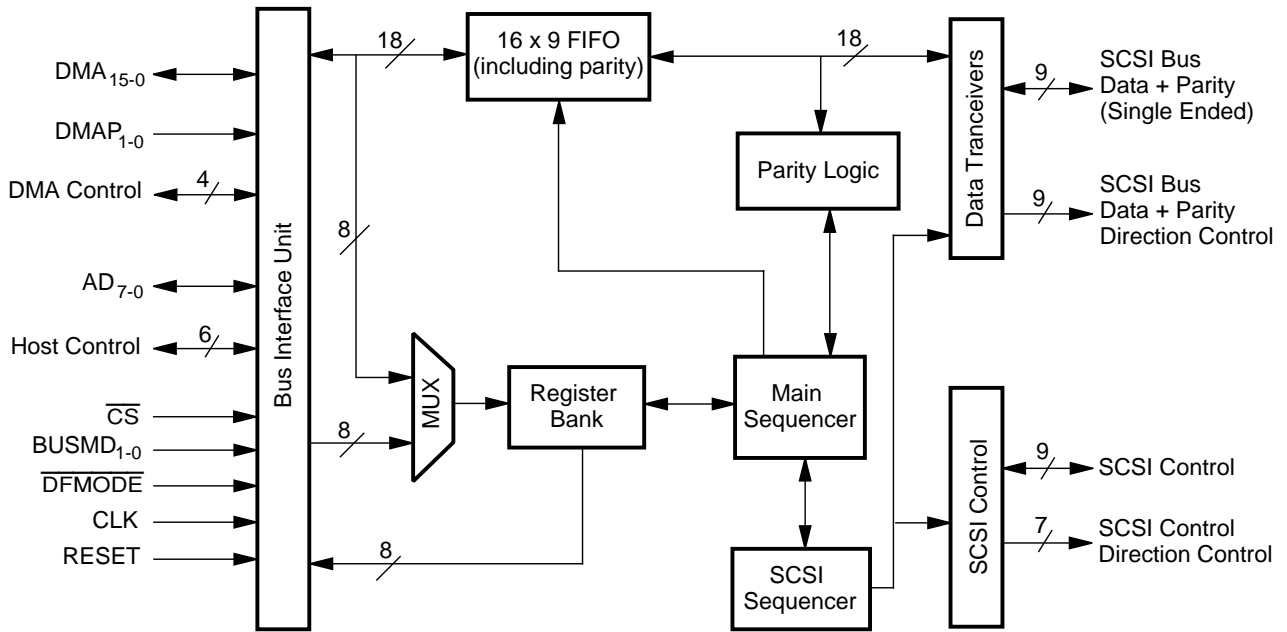 DMA15-0
DMAP1-0
DMA Control
4
AD7-0
Host Control
6
CS
BUSMD1-0
DFMODE
CLK
RESET
Bus Interface Unit
18
8
8
8
MUX
16 x 9 FIFO
(including parity)
Register
Bank
18
Parity Logic
Main
Sequencer
SCSI
Sequencer
Data Tranceivers
9
SCSI Bus
Data + Parity
(Single Ended)
9
SCSI Bus
Data + Parity
Direction Control
SCSI Control
9
SCSI Control
7
SCSI Control
Direction Control